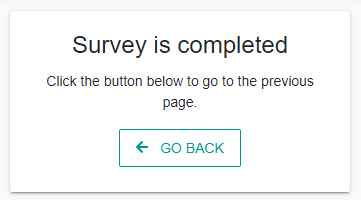 Survey is completed
Click the button below to go to the previous
page.
GO BACK